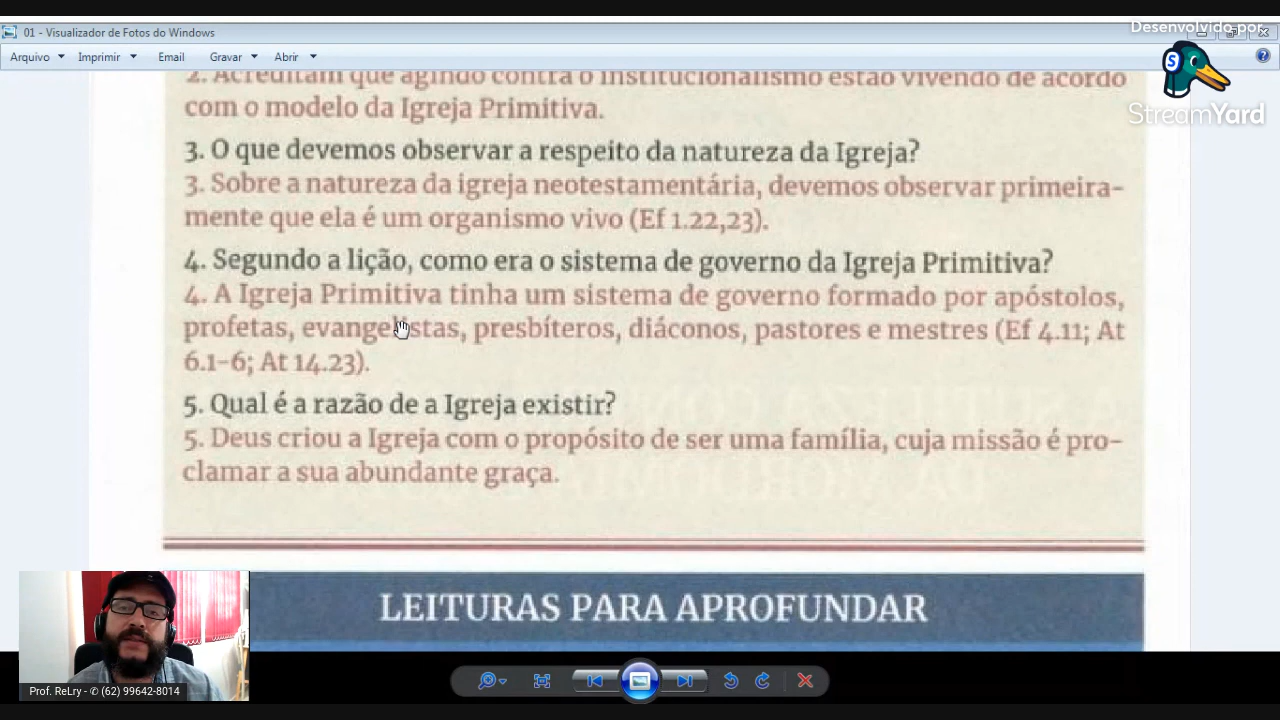 01 - Visualizador de Fotos do Windows
Desenvolvido por
Arquivo Imprimir Email Gravar Abrir
StreamYard
2. Acreditam que agindo contra o institucionalismo estão vivendo de acordo
com o modelo da Igreja Primitiva.
3. O que devemos observar a respeito da natureza da Igreja?
3. Sobre a natureza da igreja neotestamentária, devemos observar primeira-
mente que ela é um organismo vivo (Ef 1.22,23).
4. Segundo a lição, como era o sistema de governo da Igreja Primitiva?
4. A Igreja Primitiva tinha um sistema de governo formado por apóstolos,
profetas, evangelistas, presbíteros, diáconos, pastores e mestres (Ef 4.11; At
6.1-6; At 14.23).
5. Qual é a razão de a Igreja existir?
5. Deus criou a Igreja com o propósito de ser uma família, cuja missão é pro-
clamar a sua abundante graça.
LEITURAS PARA APROFUNDAR
Prof. ReLry - ✆ (62) 99642-8014